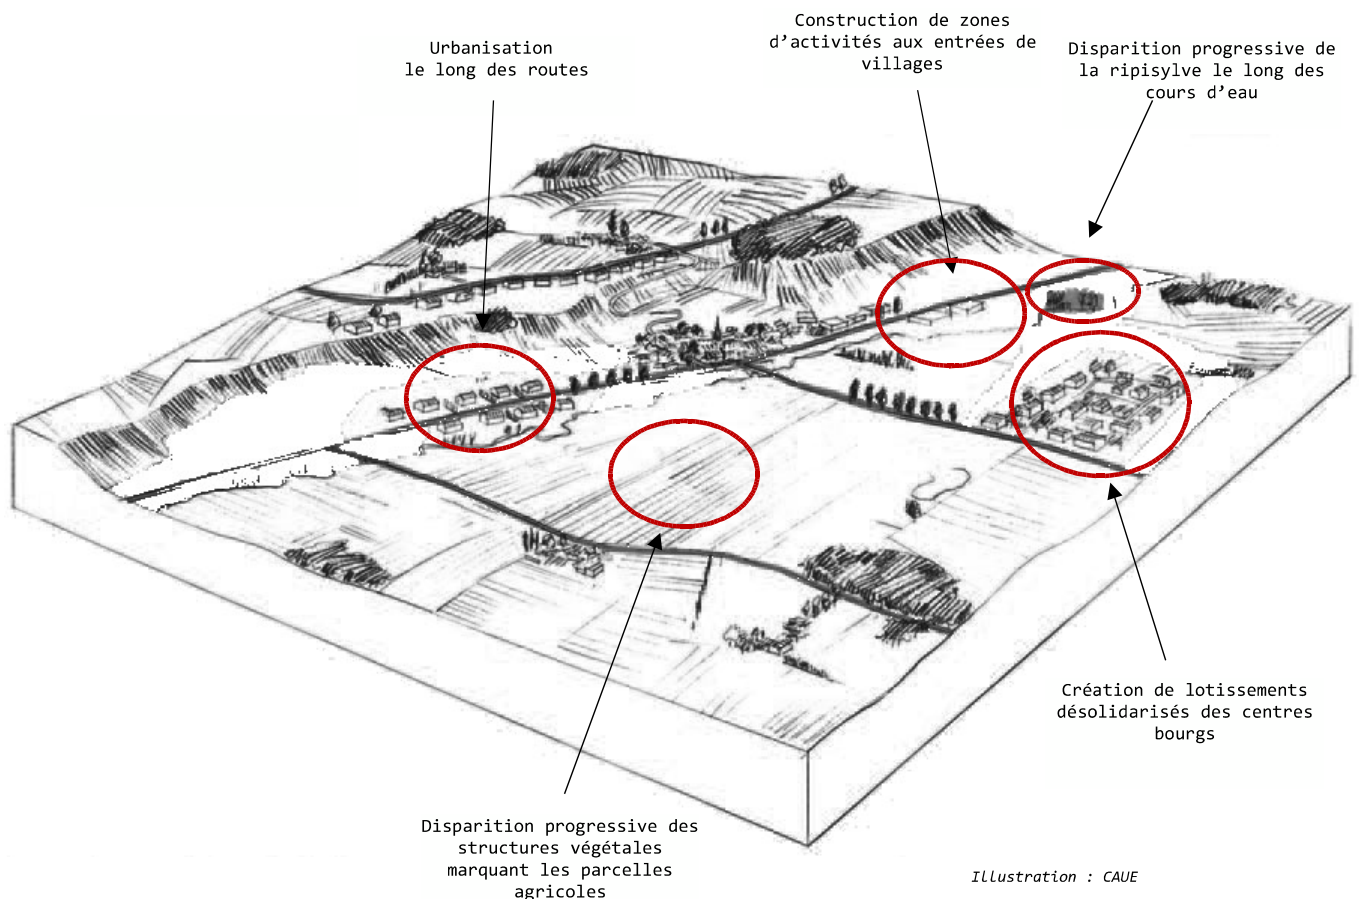 Urbanisation
le long des routes
Construction de zones
d’activités aux entrées de
villages
Disparition progressive de
la ripisylve le long des
cours d’eau
Création de lotissements
désolidarisés des centres
bourgs
Disparition progressive des
structures végétales
marquant les parcelles
agricoles
Illustration : CAUE